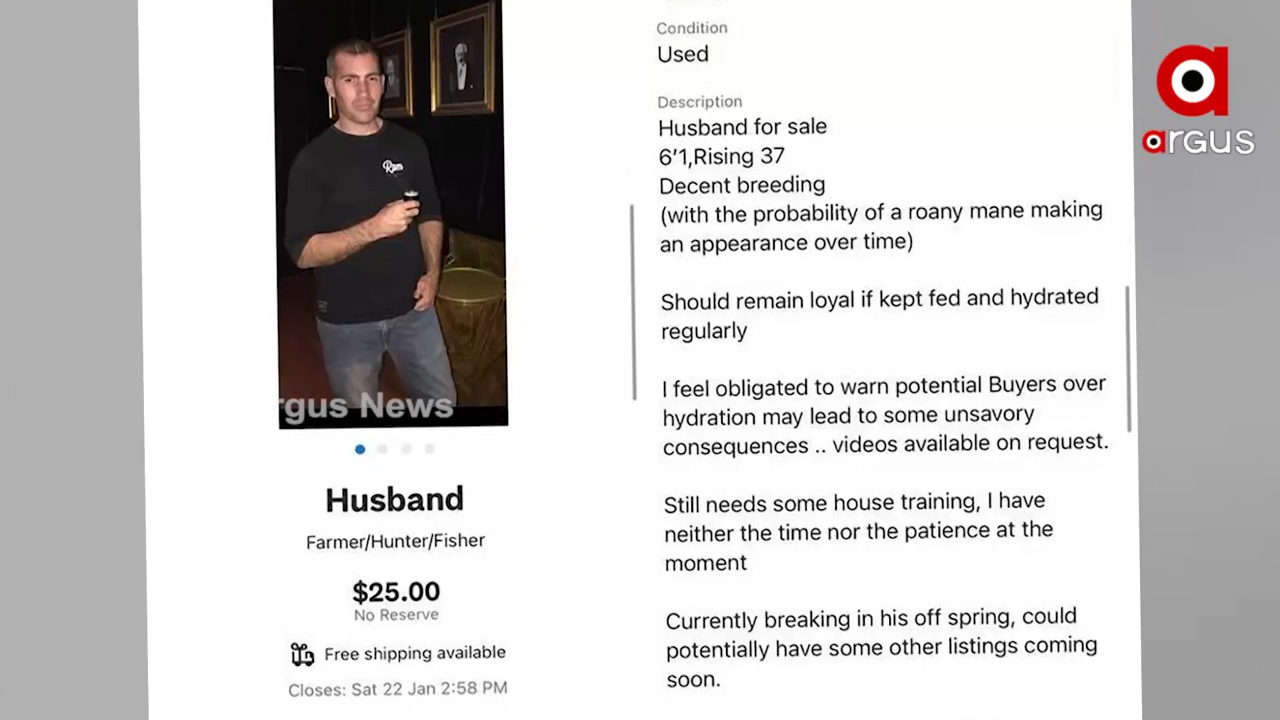 Condition
Used
Description
Husband for sale
6'1,Rising 37
Decent breeding
(with the probability of a roany mane making
an appearance over time)
Should remain loyal if kept fed and hydrated
regularly
I feel obligated to warn potential Buyers over
hydration may lead to some unsavory
consequences .. videos available on request.
Still needs some house training, I have
neither the time nor the patience at the
moment
Currently breaking in his off spring, could
potentially have some other listings coming
soon.
Rum
rgus News
Husband
Farmer/Hunter/Fisher
$25.00
No Reserve
Free shipping available
Closes: Sat 22 Jan 2:58 PM
a
argus